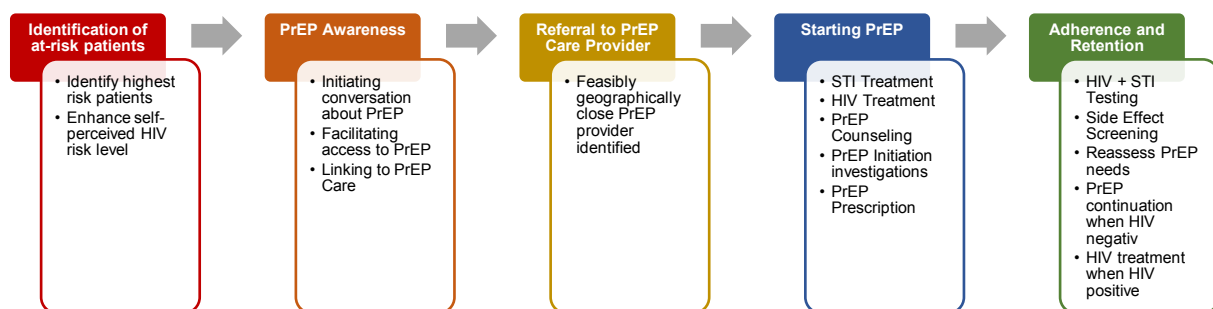 Identification of
at-risk patients
• Identify highest
risk patients
• Enhance self-
perceived HIV
risk level
PrEP Awareness
• Initiating
conversation
about PrEP
• Facilitating
access to PrEP
• Linking to PrEP
Care
Referral to PrEP
Care Provider
• Feasibly
geographically
close PrEP
provider
identified
Starting PrEP
• STI Treatment
• HIV Treatment
• PrEP
Counseling
• PrEP Initiation
investigations
• PrEP
Prescription
Adherence and
Retention
• HIV + STI
Testing
• Side Effect
Screening
• Reassess PrEP
needs
• PrEP
continuation
when HIV
negativ
• HIV treatment
when HIV
positive